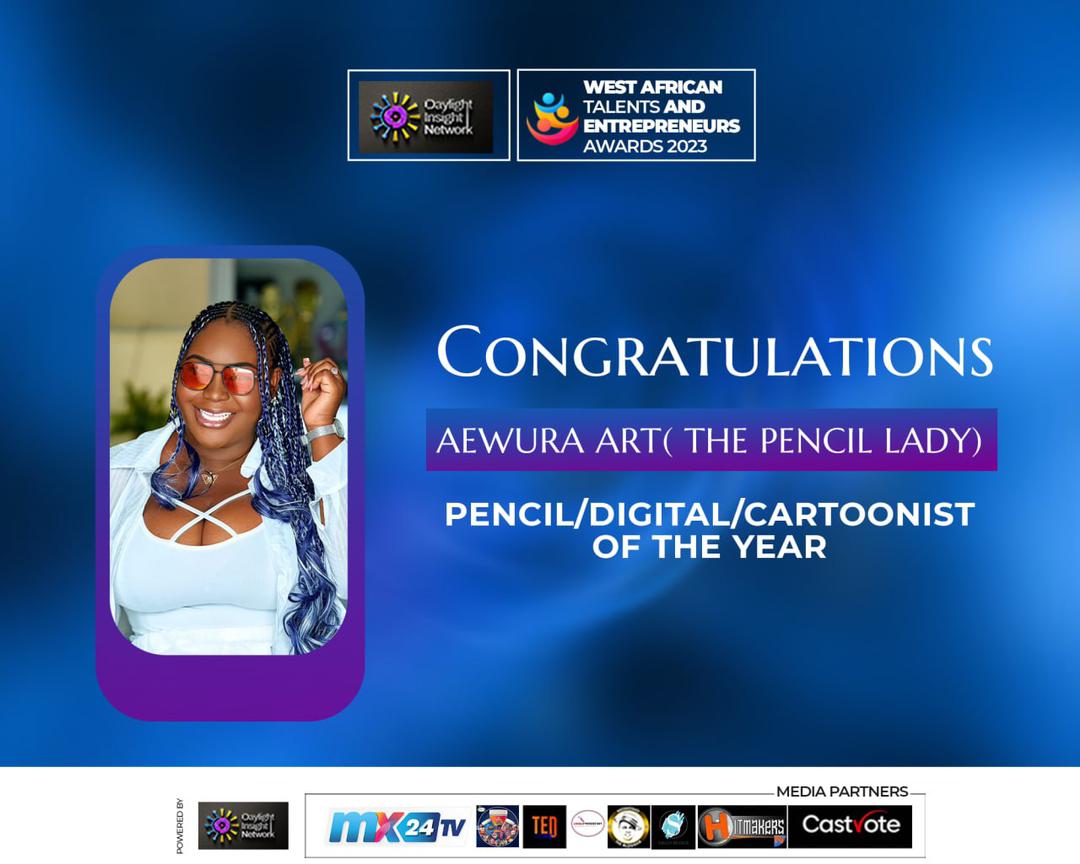 Daylight
Insight
Network
WEST AFRICAN
TALENTS AND
ENTREPRENEURS
AWARDS 2023
CONGRATULATIONS
AEWURA ART( THE PENCIL LADY)
PENCIL/DIGITAL/CARTOONIST
OF THE YEAR
MEDIA PARTNERS
POWERED BY
Daylight
Insight
Network
MX24TV
TEQ
HITMAKERS
Castvote